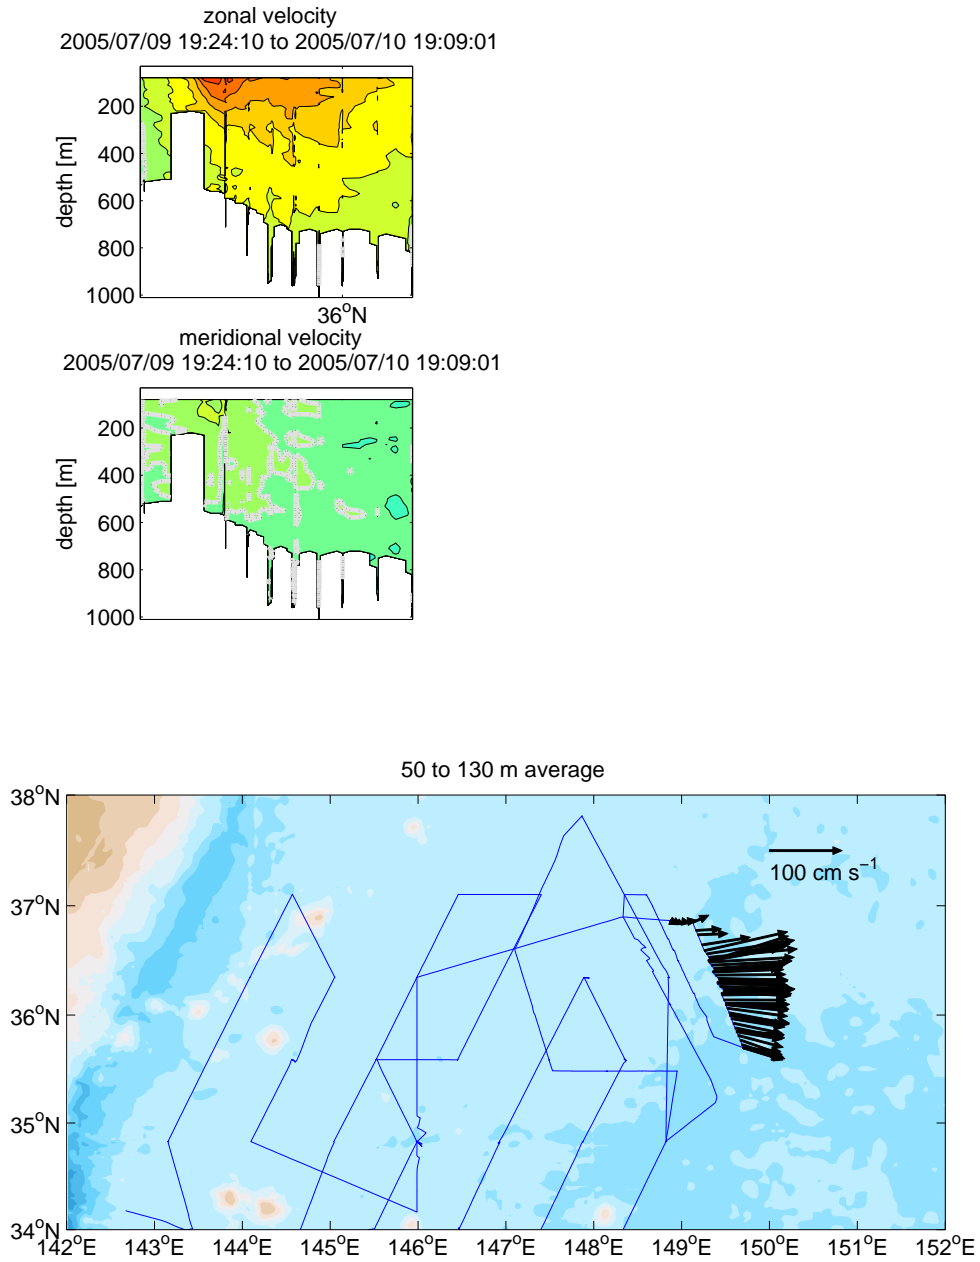 zonal velocity
2005/07/09 19:24:10 to 2005/07/10 19:09:01
200
400
600
800
1000
depth [m]
36°N
meridional velocity
2005/07/09 19:24:10 to 2005/07/10 19:09:01
200
400
600
800
1000
depth [m]
50 to 130 m average
38°N
37°N
36°N
35°N
34°N
100 cm s⁻¹
142°E 143°E 144°E 145°E 146°E 147°E 148°E 149°E 150°E 151°E 152°E